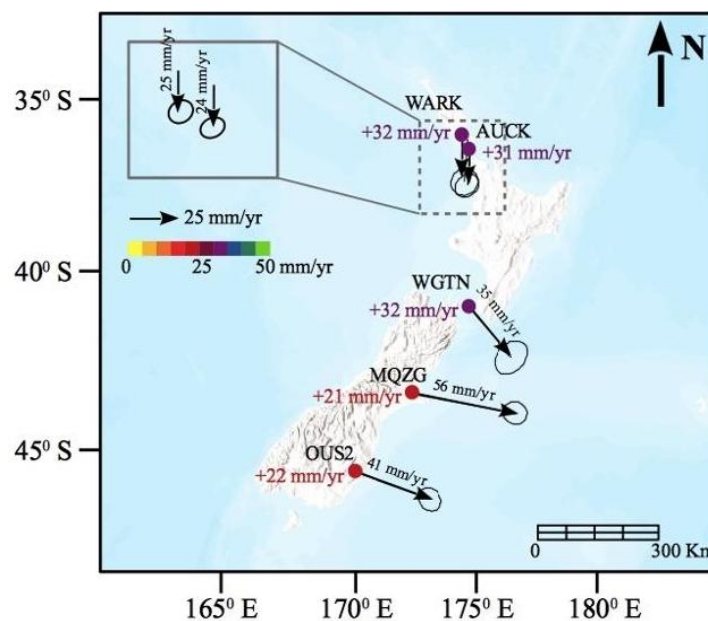 N
25 mm/yr
24 mm/yr
35⁰ S
WARK
+32 mm/yr
AUCK
+31 mm/yr
25 mm/yr
0 25 50 mm/yr
40⁰ S
WGTN
+32 mm/yr
35 mm/yr
MQZG
+21 mm/yr
56 mm/yr
45⁰ S
OUS2
+22 mm/yr
41 mm/yr
0 300 Km
165⁰ E 170⁰ E 175⁰ E 180⁰ E